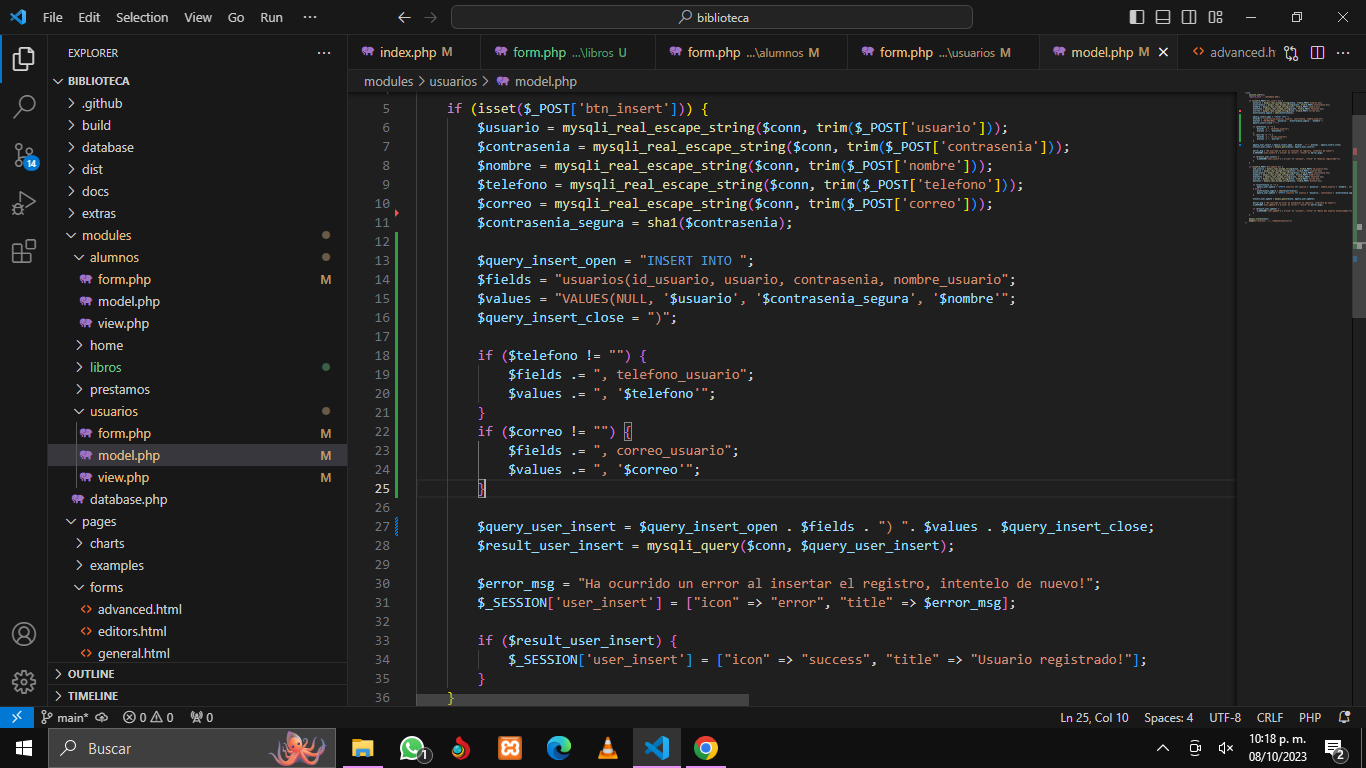 File Edit Selection View Go Run ··· biblioteca
EXPLORER ···
index.php M form.php ...\libros U form.php ...\alumnos M form.php ...\usuarios M model.php M advanced.h ···
modules > usuarios > model.php
BIBLIOTECA
.github
build
database
dist
docs
extras
modules
alumnos
form.php M
model.php
view.php
home
libros
prestamos
usuarios
form.php M
model.php M
view.php M
database.php
pages
charts
examples
forms
advanced.html
editors.html
general.html
OUTLINE
TIMELINE
14
5 if (isset($_POST['btn_insert'])) {
6 $usuario = mysqli_real_escape_string($conn, trim($_POST['usuario']));
7 $contrasenia = mysqli_real_escape_string($conn, trim($_POST['contrasenia']));
8 $nombre = mysqli_real_escape_string($conn, trim($_POST['nombre']));
9 $telefono = mysqli_real_escape_string($conn, trim($_POST['telefono']));
10 $correo = mysqli_real_escape_string($conn, trim($_POST['correo']));
11 $contrasenia_segura = sha1($contrasenia);
12
13 $query_insert_open = "INSERT INTO ";
14 $fields = "usuarios(id_usuario, usuario, contrasenia, nombre_usuario";
15 $values = "VALUES(NULL, '$usuario', '$contrasenia_segura', '$nombre'";
16 $query_insert_close = ")";
17
18 if ($telefono != "") {
19 $fields .= ", telefono_usuario";
20 $values .= ", '$telefono'";
21 }
22 if ($correo != "") {
23 $fields .= ", correo_usuario";
24 $values .= ", '$correo'";
25 }
26
27 $query_user_insert = $query_insert_open . $fields . ") ". $values . $query_insert_close;
28 $result_user_insert = mysqli_query($conn, $query_user_insert);
29
30 $error_msg = "Ha ocurrido un error al insertar el registro, intentelo de nuevo!";
31 $_SESSION['user_insert'] = ["icon" => "error", "title" => $error_msg];
32
33 if ($result_user_insert) {
34 $_SESSION['user_insert'] = ["icon" => "success", "title" => "Usuario registrado!"];
35 }
36 }
main* 0 0 0 Ln 25, Col 10 Spaces: 4 UTF-8 CRLF PHP
Buscar 1 10:18 p. m.
08/10/2023 2